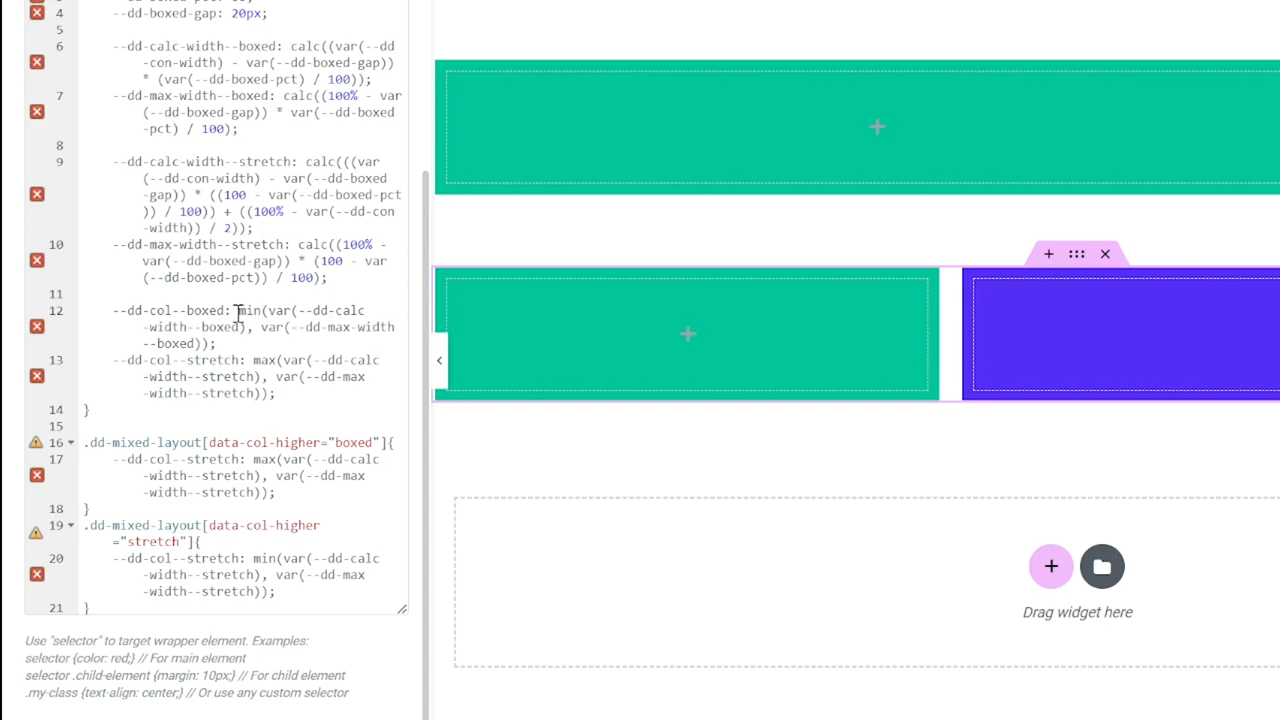 4 --dd-boxed-gap: 20px;
5
6 --dd-calc-width--boxed: calc((var(--dd
-con-width) - var(--dd-boxed-gap))
* (var(--dd-boxed-pct) / 100));
7 --dd-max-width--boxed: calc((100% - var
(--dd-boxed-gap)) * var(--dd-boxed
-pct) / 100);
8
9 --dd-calc-width--stretch: calc(((var
(--dd-con-width) - var(--dd-boxed
-gap)) * ((100 - var(--dd-boxed-pct
)) / 100)) + ((100% - var(--dd-con
-width)) / 2));
10 --dd-max-width--stretch: calc((100% -
var(--dd-boxed-gap)) * (100 - var
(--dd-boxed-pct)) / 100);
11
12 --dd-col--boxed: min(var(--dd-calc
-width--boxed), var(--dd-max-width
--boxed));
13 --dd-col--stretch: max(var(--dd-calc
-width--stretch), var(--dd-max
-width--stretch));
14 }
15
16 .dd-mixed-layout[data-col-higher="boxed"]{
17 --dd-col--stretch: max(var(--dd-calc
-width--stretch), var(--dd-max
-width--stretch));
18 }
19 .dd-mixed-layout[data-col-higher
="stretch"]{
20 --dd-col--stretch: min(var(--dd-calc
-width--stretch), var(--dd-max
-width--stretch));
21 }
Use "selector" to target wrapper element. Examples:
selector {color: red;} // For main element
selector .child-element {margin: 10px;} // For child element
.my-class {text-align: center;} // Or use any custom selector
Drag widget here